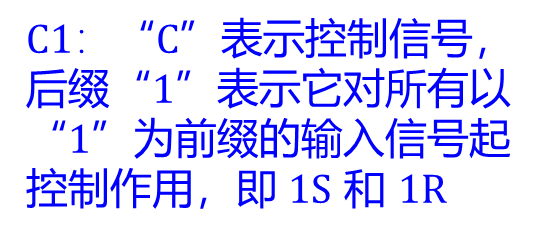 C1：“C”表示控制信号，
后缀“1”表示它对所有以
“1”为前缀的输入信号起
控制作用，即 1S 和 1R